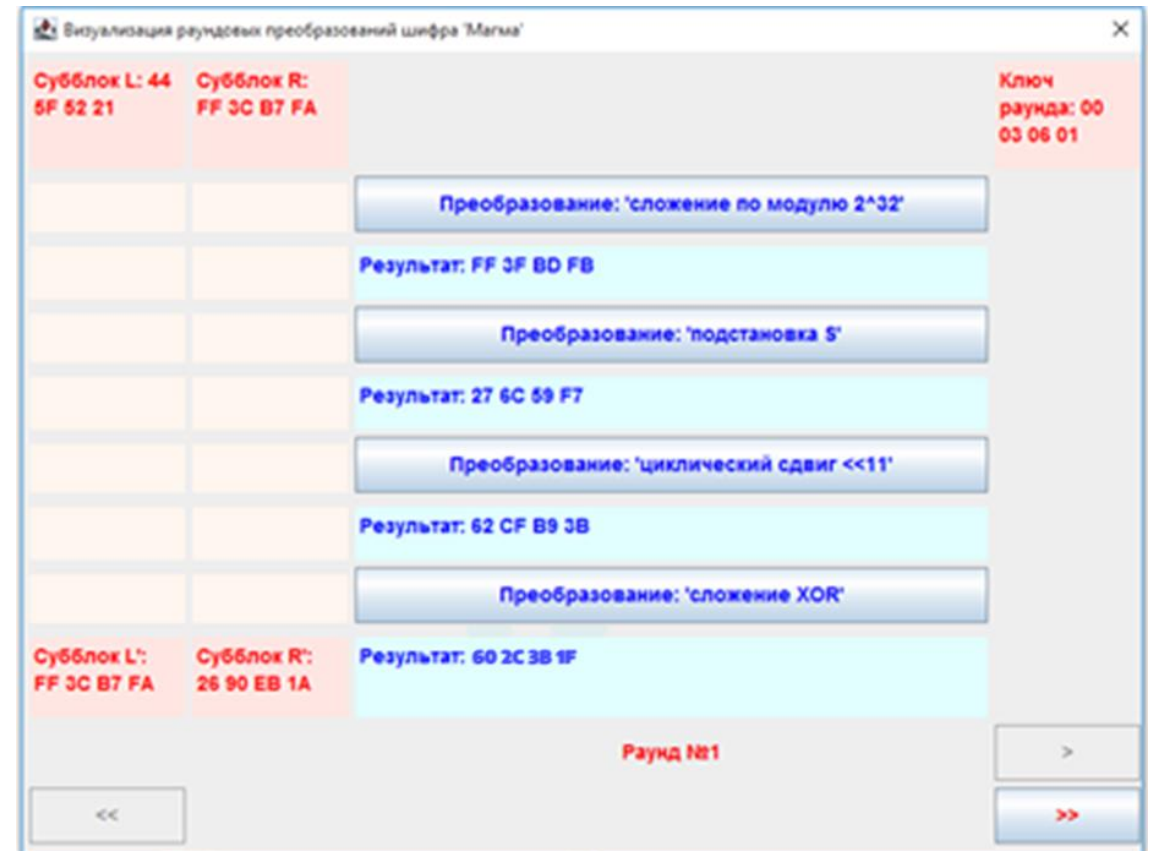 Визуализация раундовых преобразований шифра 'Магма'
Субблок L: 44
5F 52 21
Субблок R:
FF 3C B7 FA
Ключ
раунда: 00
03 06 01
Преобразование: 'сложение по модулю 2^32'
Результат: FF 3F BD FB
Преобразование: 'подстановка S'
Результат: 27 6C 59 F7
Преобразование: 'циклический сдвиг <<11'
Результат: 62 CF B9 3B
Преобразование: 'сложение XOR'
Субблок L':
FF 3C B7 FA
Субблок R':
26 90 EB 1A
Результат: 60 2C 3B 1F
Раунд №1
>
<<
>>